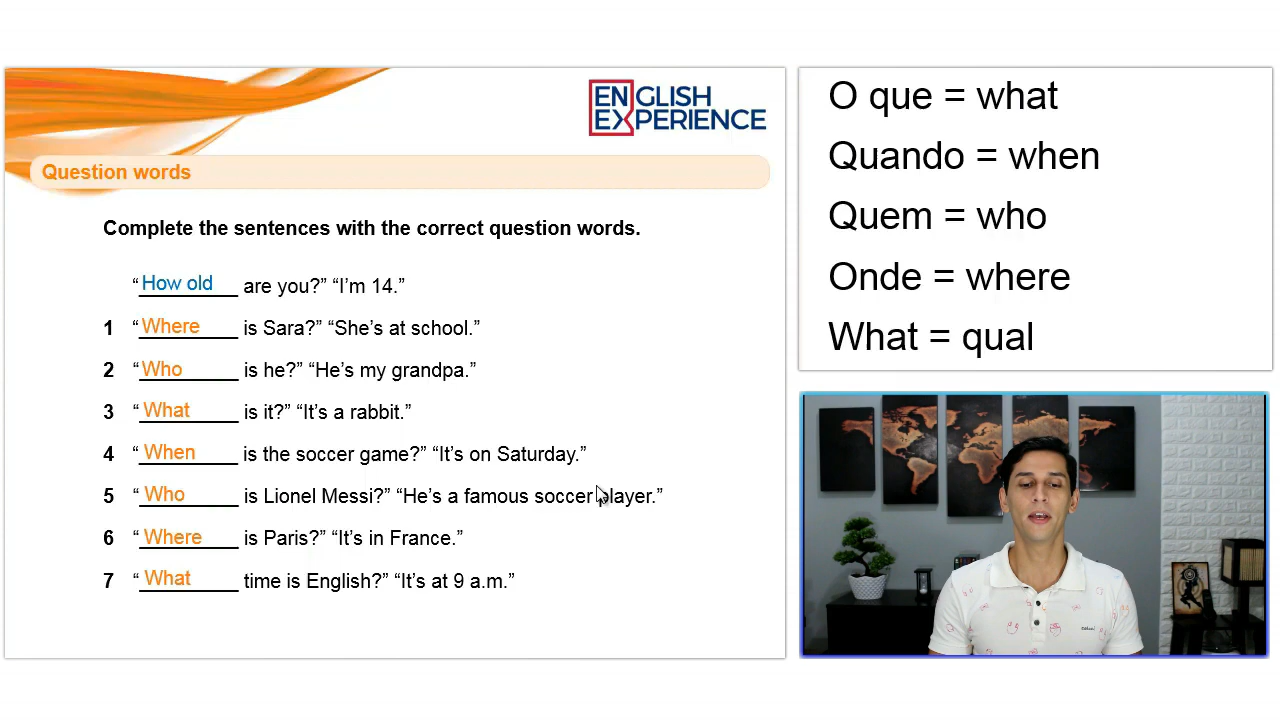 ENGLISH
EXPERIENCE
Question words
Complete the sentences with the correct question words.
“How old are you?” “I’m 14.”
1 “Where is Sara?” “She’s at school.”
2 “Who is he?” “He’s my grandpa.”
3 “What is it?” “It’s a rabbit.”
4 “When is the soccer game?” “It’s on Saturday.”
5 “Who is Lionel Messi?” “He’s a famous soccer player.”
6 “Where is Paris?” “It’s in France.”
7 “What time is English?” “It’s at 9 a.m.”
O que = what
Quando = when
Quem = who
Onde = where
What = qual